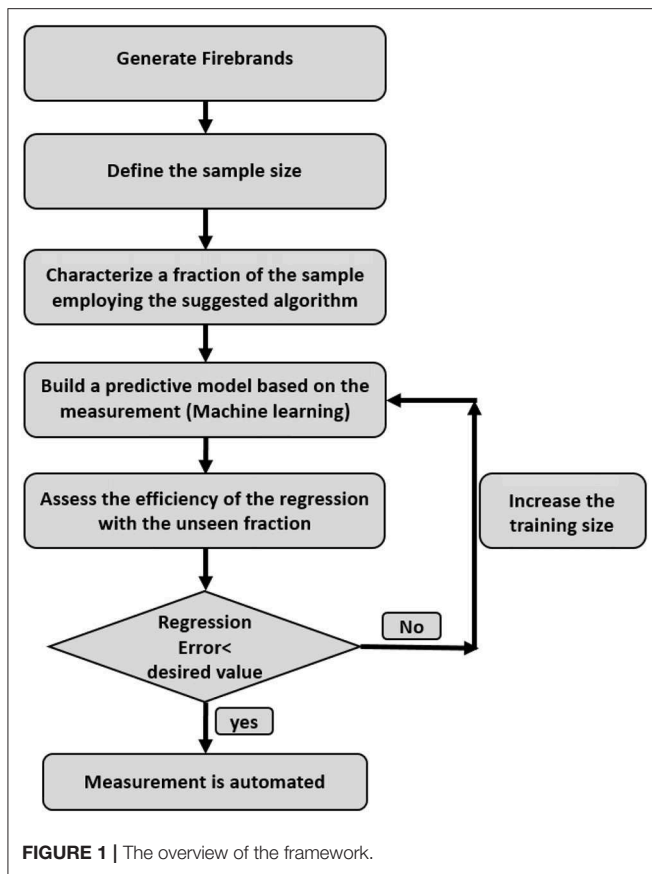 Generate Firebrands
Define the sample size
Characterize a fraction of the sample
employing the suggested algorithm
Build a predictive model based on the
measurement (Machine learning)
Assess the efficiency of the regression
with the unseen fraction
Increase the
training size
Regression
Error<
desired value
No
yes
Measurement is automated
FIGURE 1 | The overview of the framework.